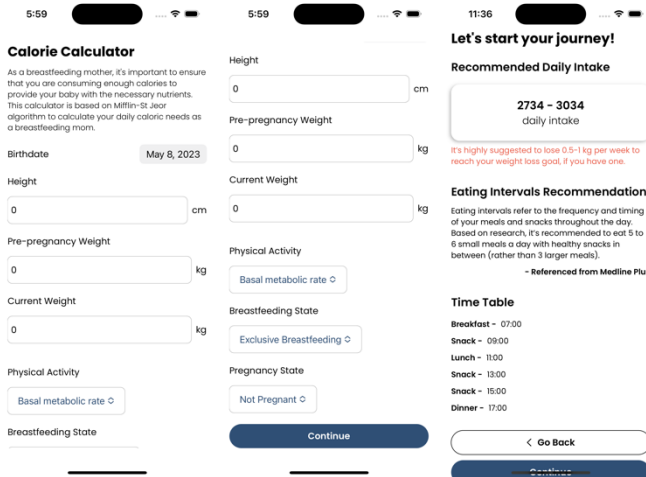 5:59
Calorie Calculator
As a breastfeeding mother, it's important to ensure
that you are consuming enough calories to
provide your baby with the necessary nutrients.
This calculator is based on Mifflin-St Jeor
algorithm to calculate your daily caloric needs as
a breastfeeding mom.
Birthdate May 8, 2023
Height
0 cm
Pre-pregnancy Weight
0 kg
Current Weight
0 kg
Physical Activity
Basal metabolic rate
Breastfeeding State
5:59
Height
0 cm
Pre-pregnancy Weight
0 kg
Current Weight
0 kg
Physical Activity
Basal metabolic rate
Breastfeeding State
Exclusive Breastfeeding
Pregnancy State
Not Pregnant
Continue
11:36
Let's start your journey!
Recommended Daily Intake
2734 - 3034
daily intake
It's highly suggested to lose 0.5-1 kg per week to
reach your weight loss goal, if you have one.
Eating Intervals Recommendation
Eating intervals refer to the frequency and timing
of your meals and snacks throughout the day.
Based on research, it's recommended to eat 5 to
6 small meals a day with healthy snacks in
between (rather than 3 larger meals).
- Referenced from Medline Plu
Time Table
Breakfast - 07:00
Snack - 09:00
Lunch - 11:00
Snack - 13:00
Snack - 15:00
Dinner - 17:00
< Go Back
Continue